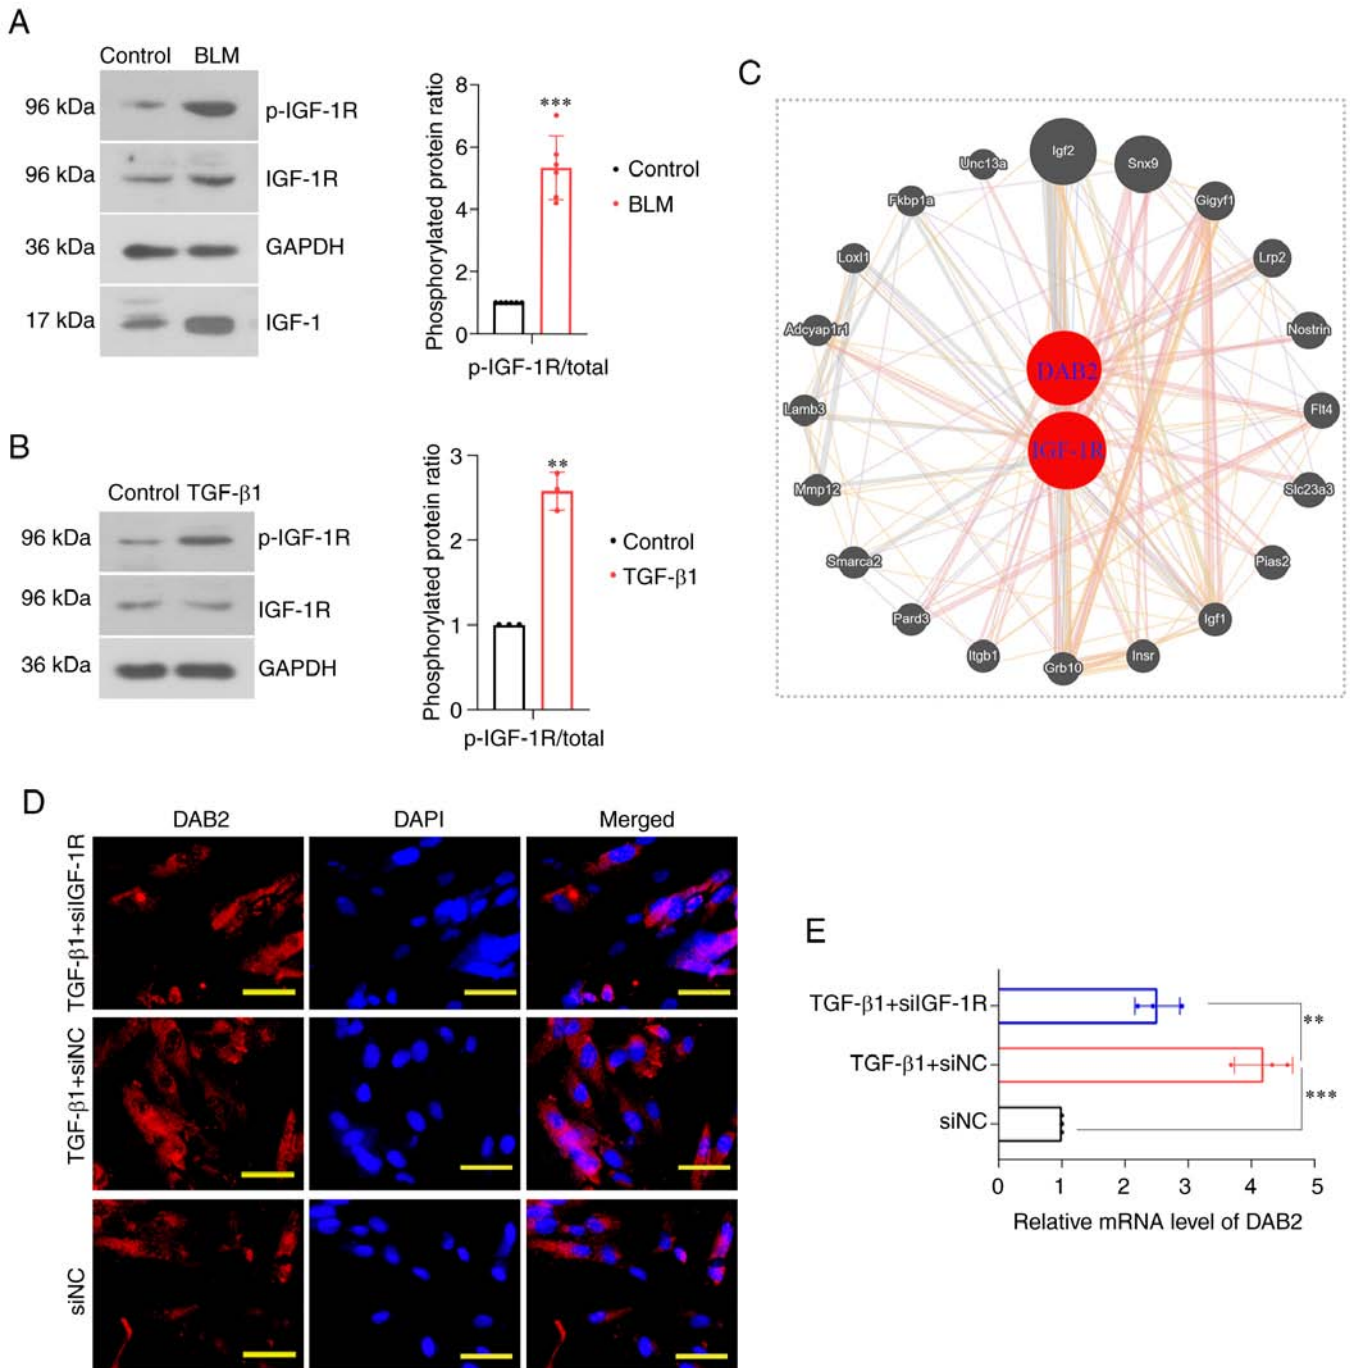 A
Control BLM
96 kDa p-IGF-1R
96 kDa IGF-1R
36 kDa GAPDH
17 kDa IGF-1
Phosphorylated protein ratio
8
6
4
2
0
***
p-IGF-1R/total
Control
BLM
B
Control TGF-β1
96 kDa p-IGF-1R
96 kDa IGF-1R
36 kDa GAPDH
Phosphorylated protein ratio
3
2
1
0
**
p-IGF-1R/total
Control
TGF-β1
C
Igf2
Snx9
Gigyf1
Lrp2
Nostrin
Flt4
Slc23a3
Pias2
Igf1
Insr
Grb10
Itgb1
Pard3
Smarca2
Mmp12
Lamb3
Adcyap1r1
Loxl1
Fkbp1a
Unc13a
DAB2
IGF-1R
D
DAB2 DAPI Merged
TGF-β1+siIGF-1R
TGF-β1+siNC
siNC
E
TGF-β1+siIGF-1R
TGF-β1+siNC
siNC
**
***
0 1 2 3 4 5
Relative mRNA level of DAB2